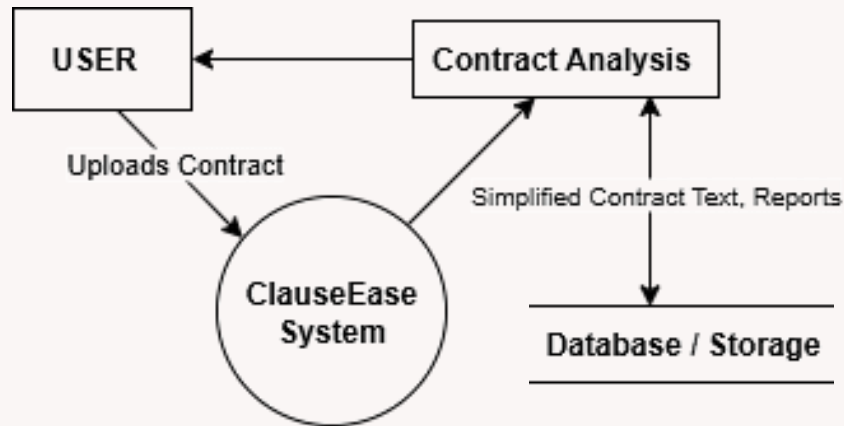 USER
Contract Analysis
Uploads Contract
Simplified Contract Text, Reports
ClauseEase
System
Database / Storage